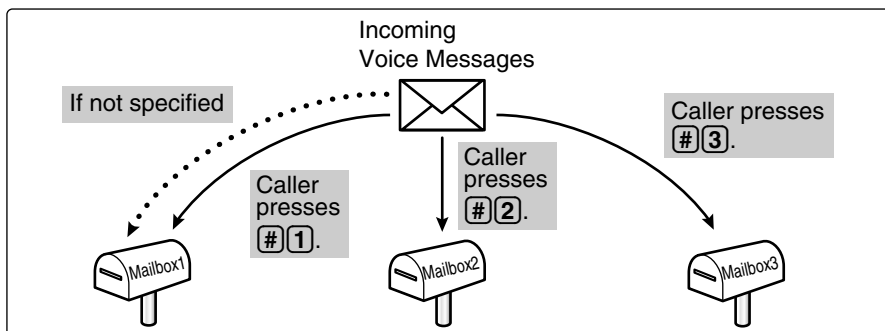 Incoming
Voice Messages
If not specified
Caller presses
#3.
Caller
presses
#2.
Caller
presses
#1.
Mailbox1
Mailbox2
Mailbox3